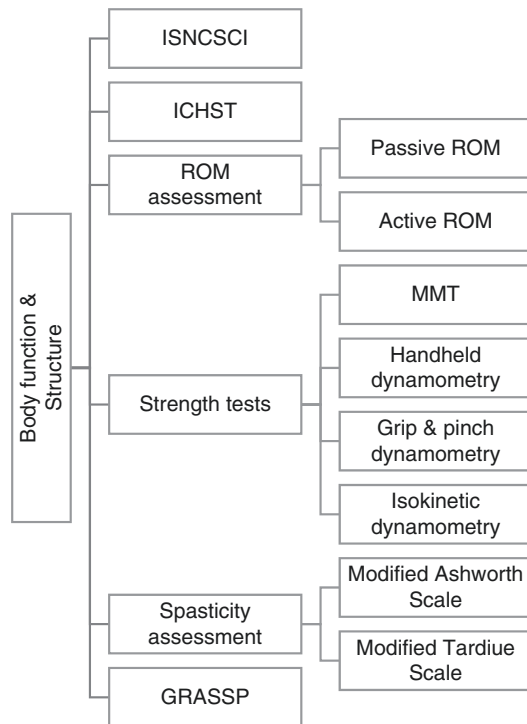 Body function &
Structure
ISNCSCI
ICHST
ROM
assessment
Passive ROM
Active ROM
Strength tests
MMT
Handheld
dynamometry
Grip & pinch
dynamometry
Isokinetic
dynamometry
Spasticity
assessment
Modified Ashworth
Scale
Modified Tardiue
Scale
GRASSP